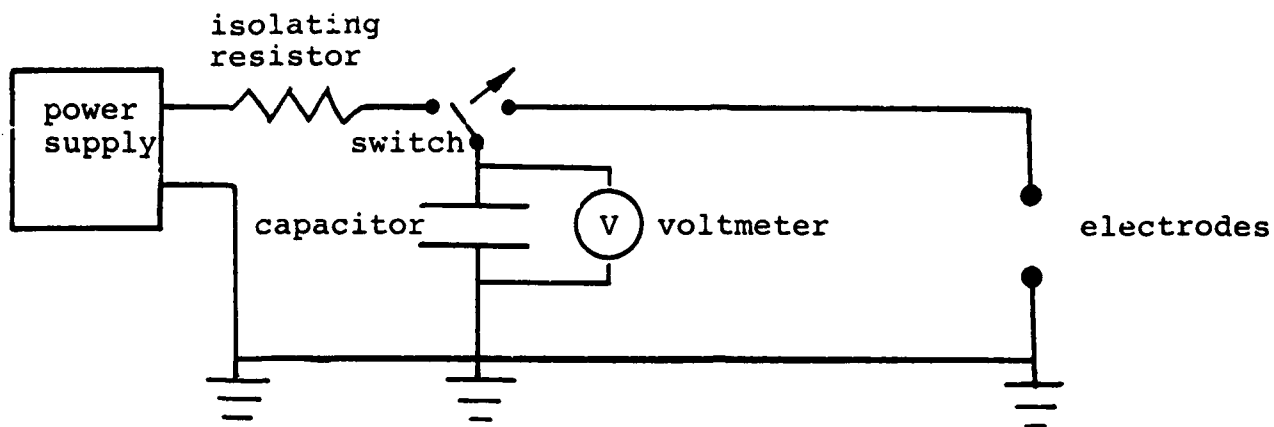 isolating
resistor
power
supply
switch
capacitor
V
voltmeter
electrodes